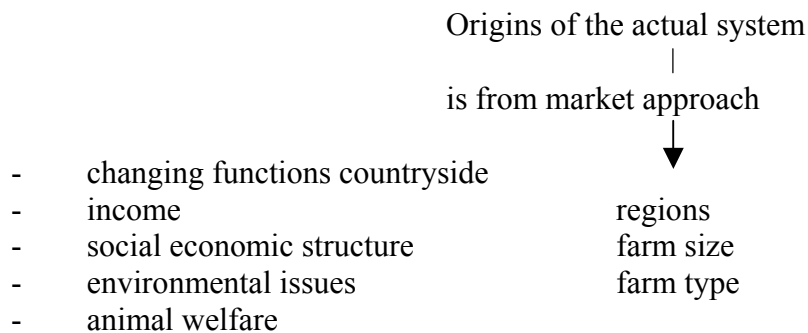 Origins of the actual system
is from market approach
- changing functions countryside
- income regions
- social economic structure farm size
- environmental issues farm type
- animal welfare